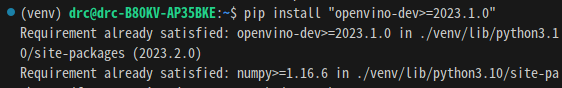 (venv) drc@drc-B80KV-AP35BKE:~$ pip install "openvino-dev>=2023.1.0"
Requirement already satisfied: openvino-dev>=2023.1.0 in ./venv/lib/python3.1
0/site-packages (2023.2.0)
Requirement already satisfied: numpy>=1.16.6 in ./venv/lib/python3.10/site-pa